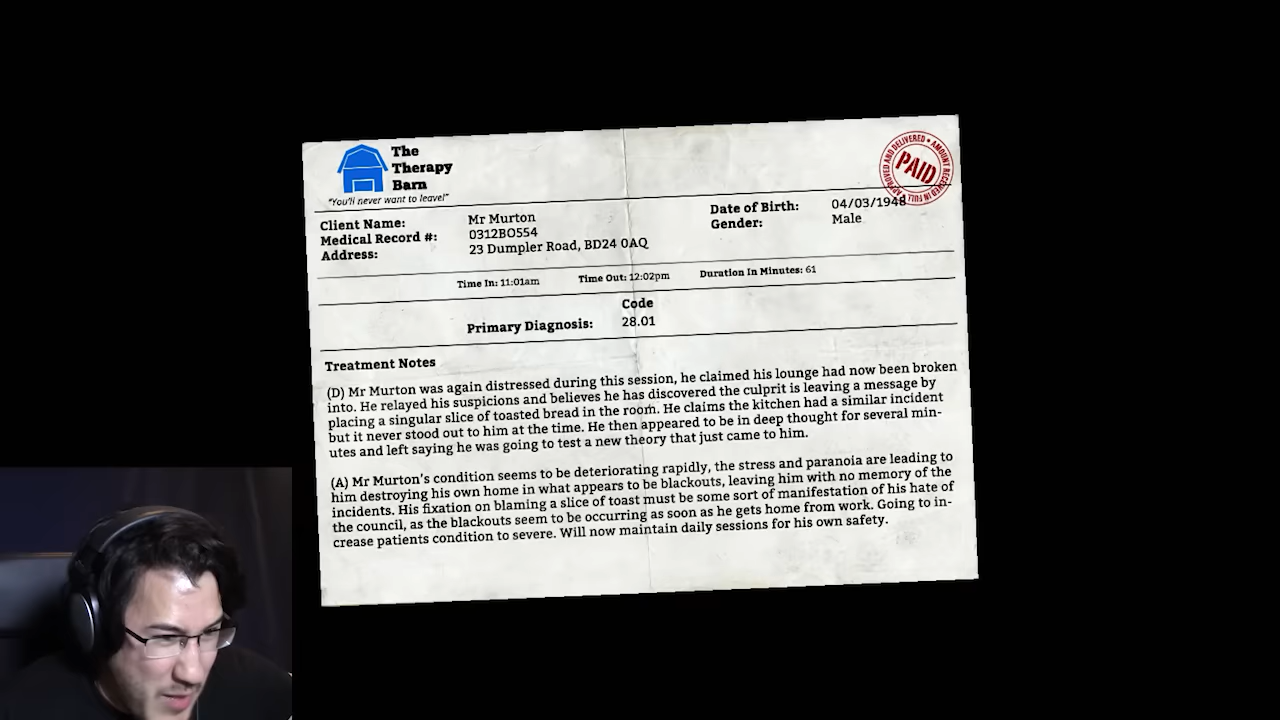 The
Therapy
Barn
"You'll never want to leave!"
APPROVED AND DELIVERED • AMOUNT RECEIVED IN FULL
PAID
Client Name: Mr Murton Date of Birth: 04/03/1948
Medical Record #: 0312BO554 Gender: Male
Address: 23 Dumpler Road, BD24 0AQ
Time In: 11:01am Time Out: 12:02pm Duration In Minutes: 61
Code
Primary Diagnosis: 28.01
Treatment Notes
(D) Mr Murton was again distressed during this session, he claimed his lounge had now been broken
into. He relayed his suspicions and believes he has discovered the culprit is leaving a message by
placing a singular slice of toasted bread in the room. He claims the kitchen had a similar incident
but it never stood out to him at the time. He then appeared to be in deep thought for several min-
utes and left saying he was going to test a new theory that just came to him.
(A) Mr Murton's condition seems to be deteriorating rapidly, the stress and paranoia are leading to
him destroying his own home in what appears to be blackouts, leaving him with no memory of the
incidents. His fixation on blaming a slice of toast must be some sort of manifestation of his hate of
the council, as the blackouts seem to be occurring as soon as he gets home from work. Going to in-
crease patients condition to severe. Will now maintain daily sessions for his own safety.